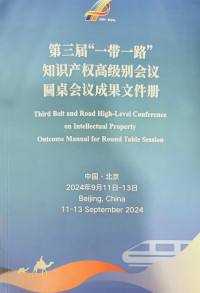 第三届“一带一路”
知识产权高级别会议
圆桌会议成果文件册
Third Belt and Road High-Level Conference
on Intellectual Property
Outcome Manual for Round Table Session
中国·北京
2024年9月11日-13日
Beijing, China
11-13 September 2024